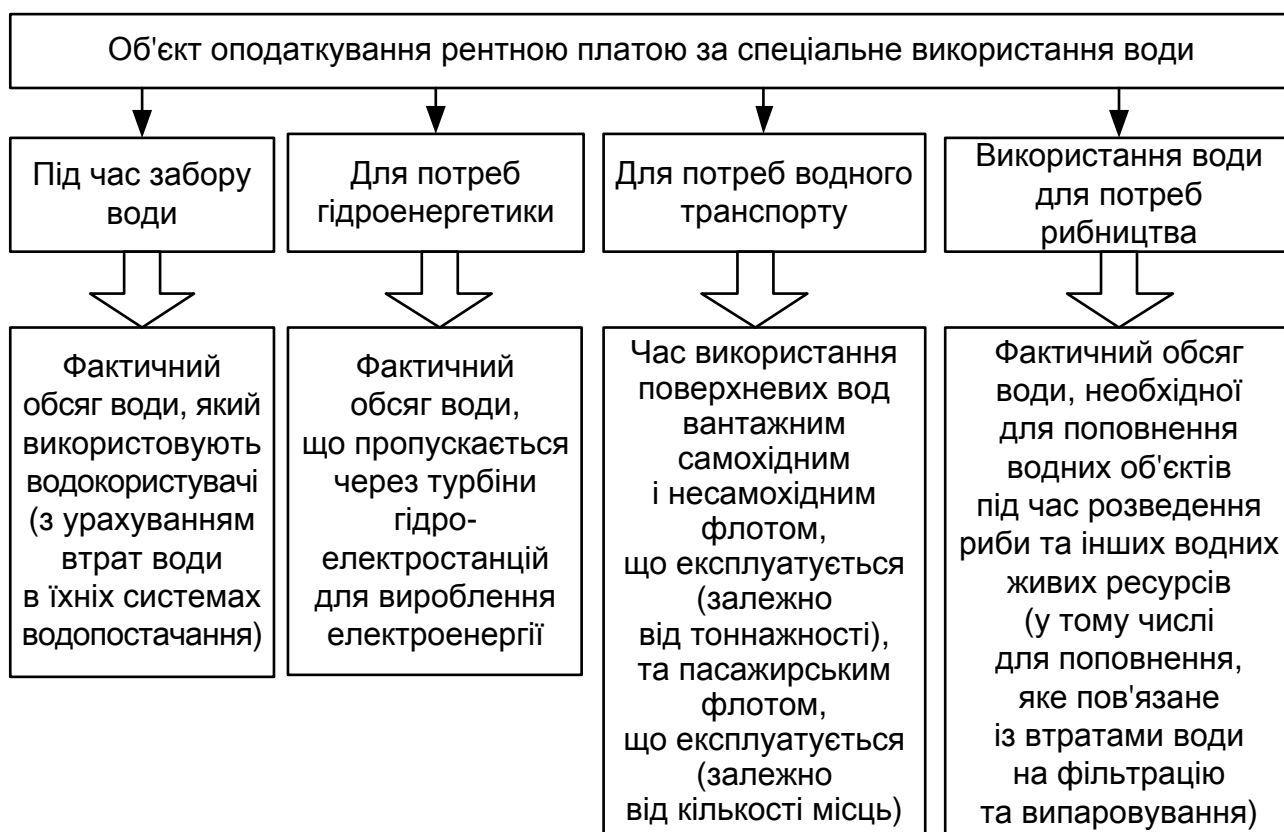 Об'єкт оподаткування рентною платою за спеціальне використання води
Під час забору
води
Для потреб
гідроенергетики
Для потреб водного
транспорту
Використання води
для потреб
рибництва
Фактичний
обсяг води, який
використовують
водокористувачі
(з урахуванням
втрат води
в їхніх системах
водопостачання)
Фактичний
обсяг води,
що пропускається
через турбіни
гідро-
електростанцій
для вироблення
електроенергії
Час використання
поверхневих вод
вантажним
самохідним
і несамохідним
флотом,
що експлуатується
(залежно
від тоннажності),
та пасажирським
флотом,
що експлуатується
(залежно
від кількості місць)
Фактичний обсяг
води, необхідної
для поповнення
водних об'єктів
під час розведення
риби та інших водних
живих ресурсів
(у тому числі
для поповнення,
яке пов'язане
із втратами води
на фільтрацію
та випаровування)